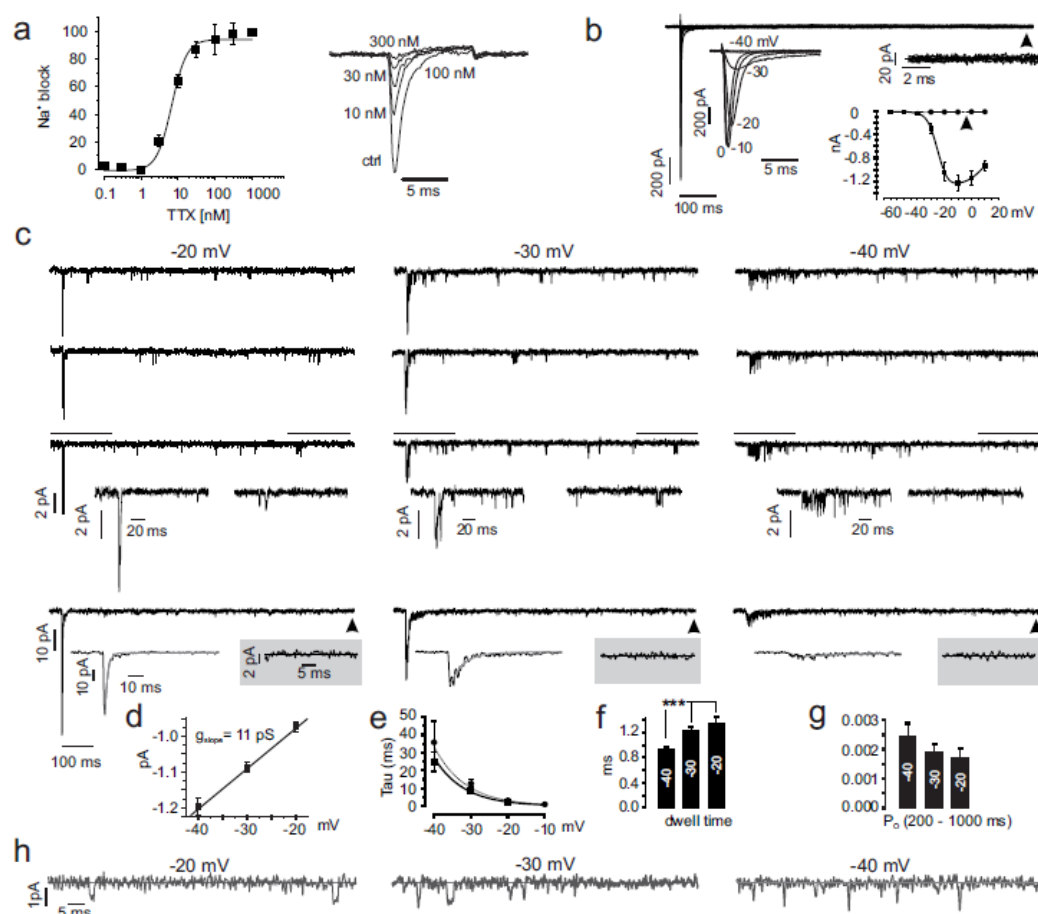 a
100
80
60
40
20
0
Na⁺ block
0.1 1 10 100 1000
TTX [nM]
300 nM
30 nM
100 nM
10 nM
ctrl
5 ms
b
-40 mV
-30
-20
-10
0
200 pA
200 pA
5 ms
100 ms
20 pA
2 ms
0
-0.4
-0.8
-1.2
nA
-60 -40 -20 0 20 mV
c
-20 mV
-30 mV
-40 mV
2 pA
2 pA
20 ms
2 pA
20 ms
2 pA
20 ms
10 pA
10 pA
10 ms
2 pA
5 ms
100 ms
d
gslope = 11 pS
-1.0
-1.1
-1.2
pA
-40 -30 -20 mV
e
50
40
30
20
10
0
Tau (ms)
-40 -30 -20 -10 mV
f
***
1.2
0.8
0.4
0.0
ms
-40
-30
-20
dwell time
g
0.003
0.002
0.001
0.000
-40
-30
-20
Po (200 - 1000 ms)
h
-20 mV
-30 mV
-40 mV
1pA
5 ms